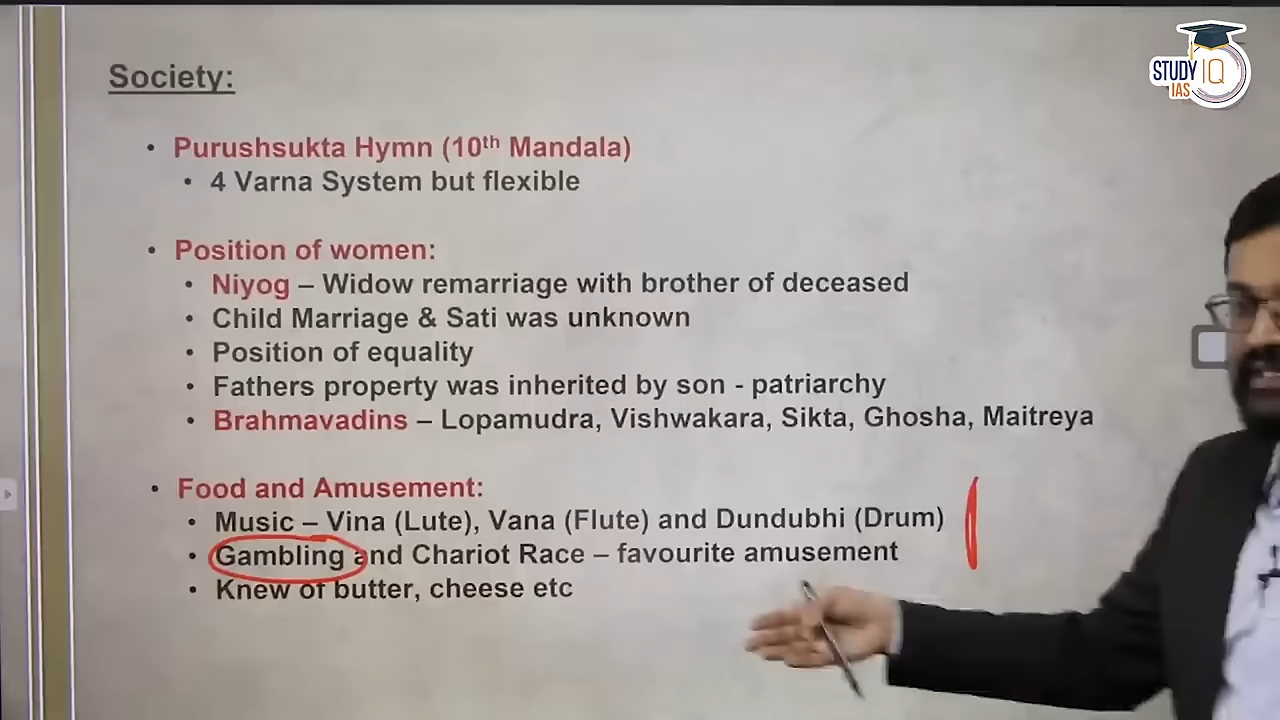 STUDY IQ
IAS
Society:
• Purushsukta Hymn (10th Mandala)
• 4 Varna System but flexible
• Position of women:
• Niyog – Widow remarriage with brother of deceased
• Child Marriage & Sati was unknown
• Position of equality
• Fathers property was inherited by son - patriarchy
• Brahmavadins – Lopamudra, Vishwakara, Sikta, Ghosha, Maitreya
• Food and Amusement:
• Music – Vina (Lute), Vana (Flute) and Dundubhi (Drum)
• Gambling and Chariot Race – favourite amusement
• Knew of butter, cheese etc